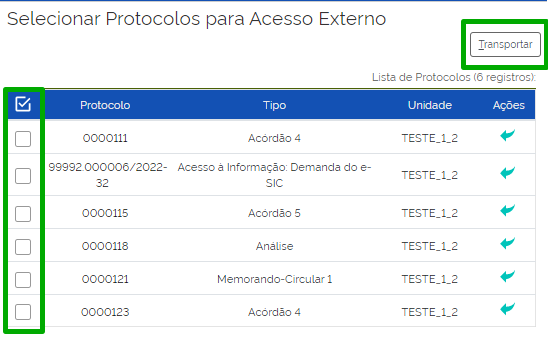 Selecionar Protocolos para Acesso Externo
Transportar
Lista de Protocolos (6 registros):
Protocolo Tipo Unidade Ações
0000111 Acórdão 4 TESTE_1_2
99992.000006/2022-32 Acesso à Informação: Demanda do e-SIC TESTE_1_2
0000115 Acórdão 5 TESTE_1_2
0000118 Análise TESTE_1_2
0000121 Memorando-Circular 1 TESTE_1_2
0000123 Acórdão 4 TESTE_1_2